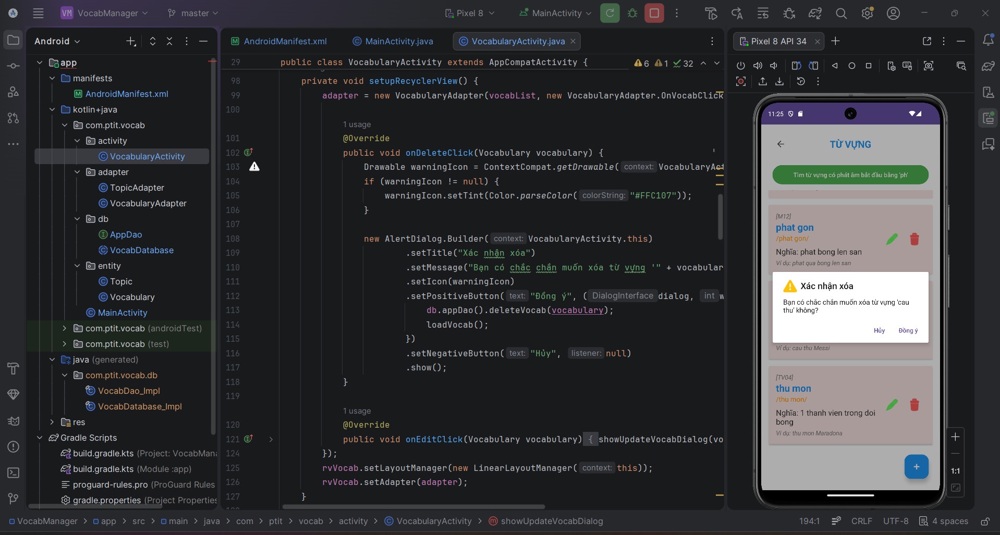 VM VocabManager
master
Pixel 8
MainActivity
Android
app
manifests
AndroidManifest.xml
kotlin+java
com.ptit.vocab
activity
VocabularyActivity
adapter
TopicAdapter
VocabularyAdapter
db
AppDao
VocabDatabase
entity
Topic
Vocabulary
MainActivity
com.ptit.vocab (androidTest)
com.ptit.vocab (test)
java (generated)
com.ptit.vocab.db
VocabDao_Impl
VocabDatabase_Impl
res
Gradle Scripts
build.gradle.kts (Project: VocabMana
build.gradle.kts (Module :app)
proguard-rules.pro (ProGuard Rules
gradle.properties (Project Properties
AndroidManifest.xml
MainActivity.java
VocabularyActivity.java
29 public class VocabularyActivity extends AppCompatActivity {
6 1 32
98 private void setupRecyclerView() {
99 adapter = new VocabularyAdapter(vocabList, new VocabularyAdapter.OnVocabClick
100
1 usage
101 @Override
102 public void onDeleteClick(Vocabulary vocabulary) {
103 Drawable warningIcon = ContextCompat.getDrawable( context: VocabularyAct
104 if (warningIcon != null) {
105 warningIcon.setTint(Color.parseColor( colorString: "#FFC107"));
106 }
107
108 new AlertDialog.Builder( context: VocabularyActivity.this)
109 .setTitle("Xác nhận xóa")
110 .setMessage("Bạn có chắc chắn muốn xóa từ vựng '" + vocabular
111 .setIcon(warningIcon)
112 .setPositiveButton( text: "Đồng ý", ( DialogInterface dialog, int w
113 db.appDao().deleteVocab(vocabulary);
114 loadVocab();
115 })
116 .setNegativeButton( text: "Hủy", listener: null)
117 .show();
118 }
119
1 usage
120 @Override
121 public void onEditClick(Vocabulary vocabulary) { showUpdateVocabDialog(vo
124 });
125 rvVocab.setLayoutManager(new LinearLayoutManager( context: this));
126 rvVocab.setAdapter(adapter);
127 }
Pixel 8 API 34
11:25
TỪ VỰNG
Tìm từ vựng có phát âm bắt đầu bằng 'ph'
[M12]
phat gon
/phat gon/
Nghĩa: phat bong len san
Ví dụ: phat qua bong len san
Xác nhận xóa
Bạn có chắc chắn muốn xóa từ vựng 'cau
thu' không?
Hủy
Đồng ý
Ví dụ: cau thu Messi
[TV04]
thu mon
/thu mon/
Nghĩa: 1 thanh vien trong doi
bong
Ví dụ: thu mon Maradona
+
1:1
VocabManager > app > src > main > java > com > ptit > vocab > activity > VocabularyActivity > showUpdateVocabDialog
194:1
CRLF
UTF-8
4 spaces